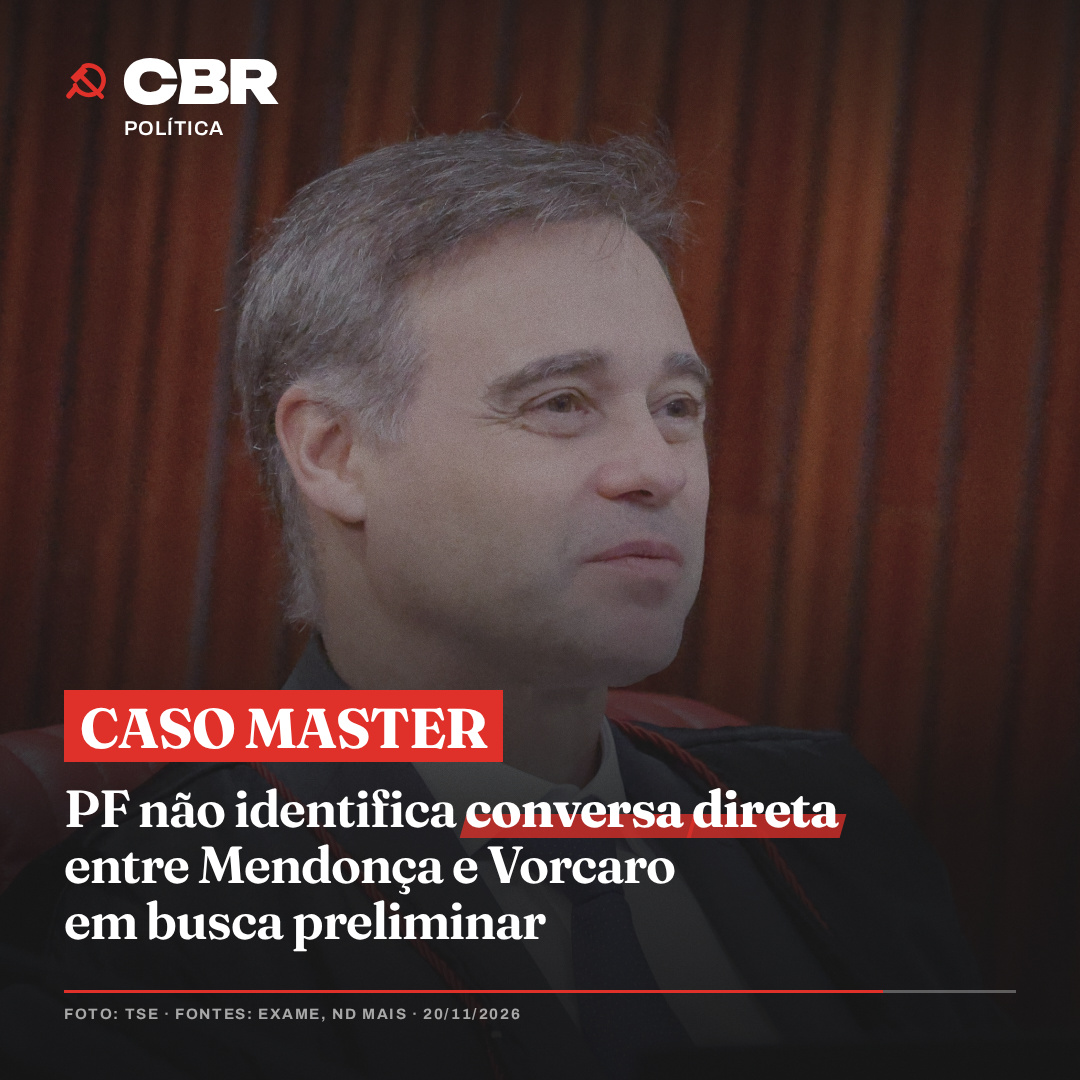 CBR
POLÍTICA
CASO MASTER
PF não identifica conversa direta
entre Mendonça e Vorcaro
em busca preliminar
FOTO: TSE · FONTES: EXAME, ND MAIS · 20/11/2026